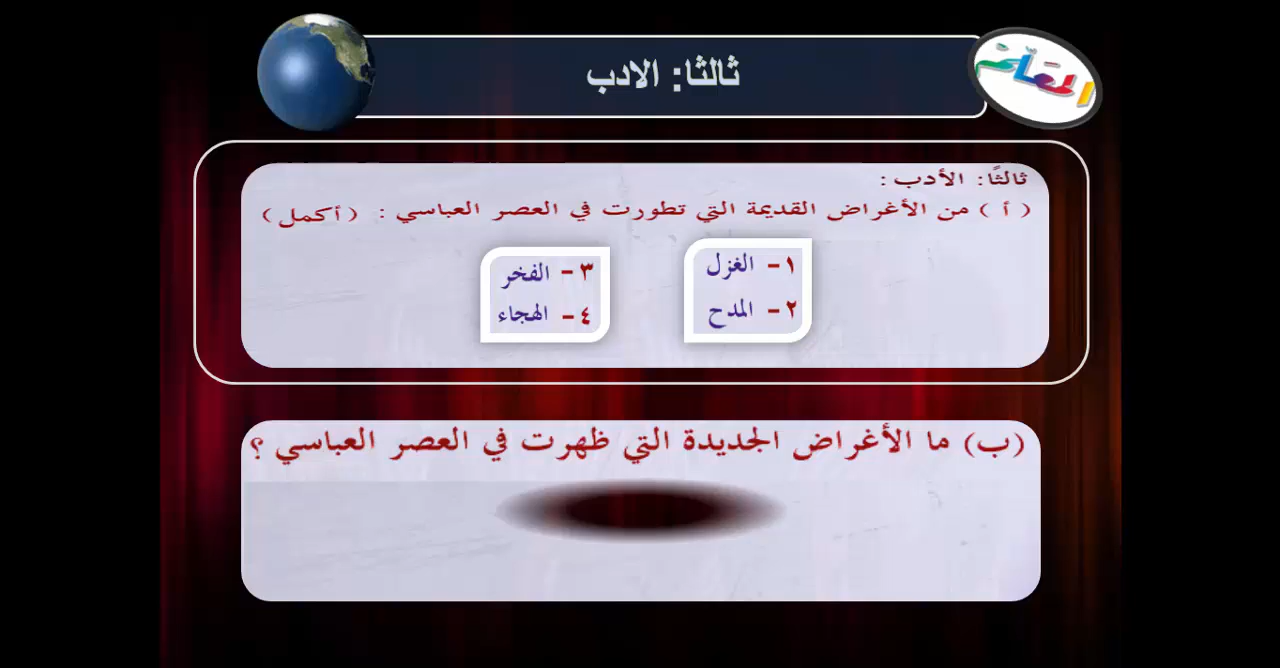 ثالثا: الادب
المعلم
ثالثًا: الأدب :
( أ ) من الأغراض القديمة التي تطورت في العصر العباسي : (أكمل)
١- الغزل
٢- المدح
٣- الفخر
٤- الهجاء
(ب) ما الأغراض الجديدة التي ظهرت في العصر العباسي ؟